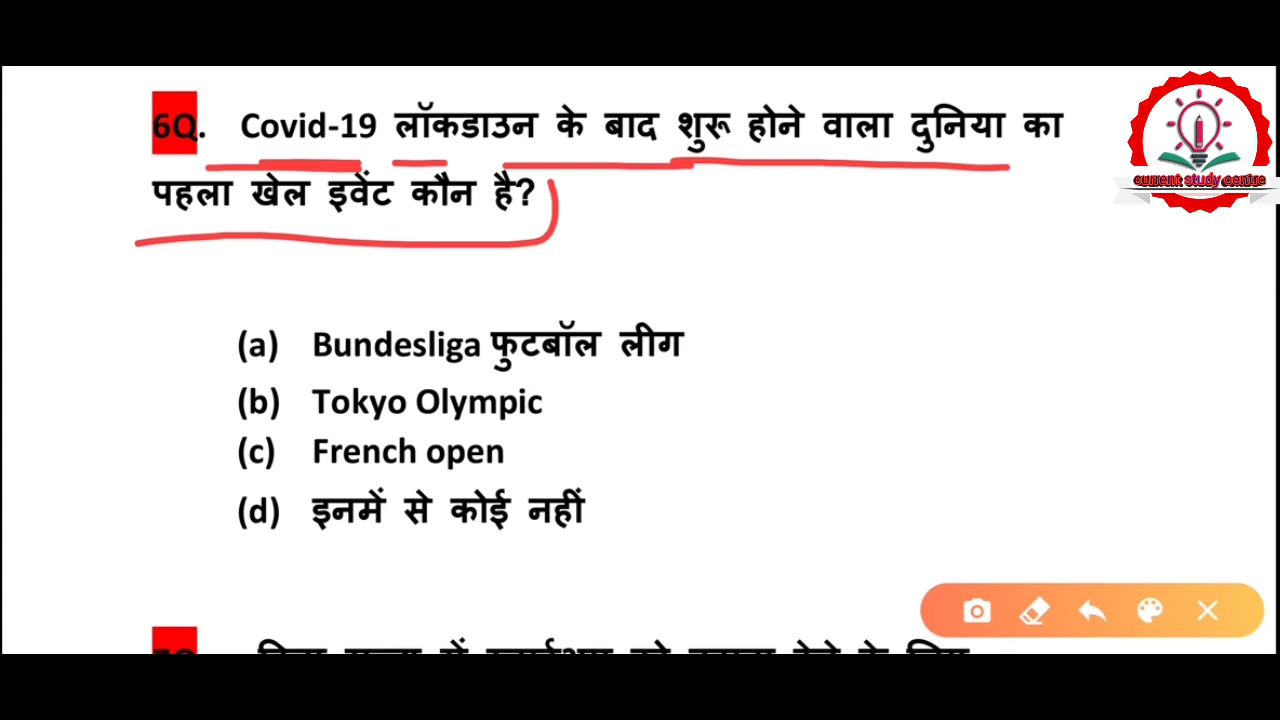 6Q. Covid-19 लॉकडाउन के बाद शुरू होने वाला दुनिया का
पहला खेल इवेंट कौन है?
current study centre
(a) Bundesliga फुटबॉल लीग
(b) Tokyo Olympic
(c) French open
(d) इनमें से कोई नहीं